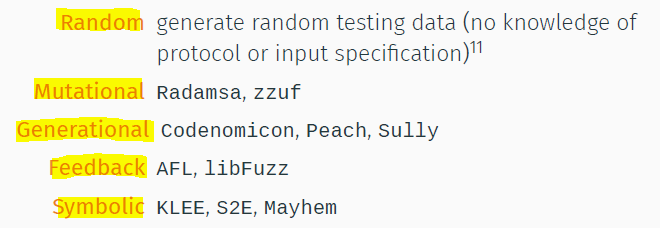 Random generate random testing data (no knowledge of
protocol or input specification)11
Mutational Radamsa, zzuf
Generational Codenomicon, Peach, Sully
Feedback AFL, libFuzz
Symbolic KLEE, S2E, Mayhem